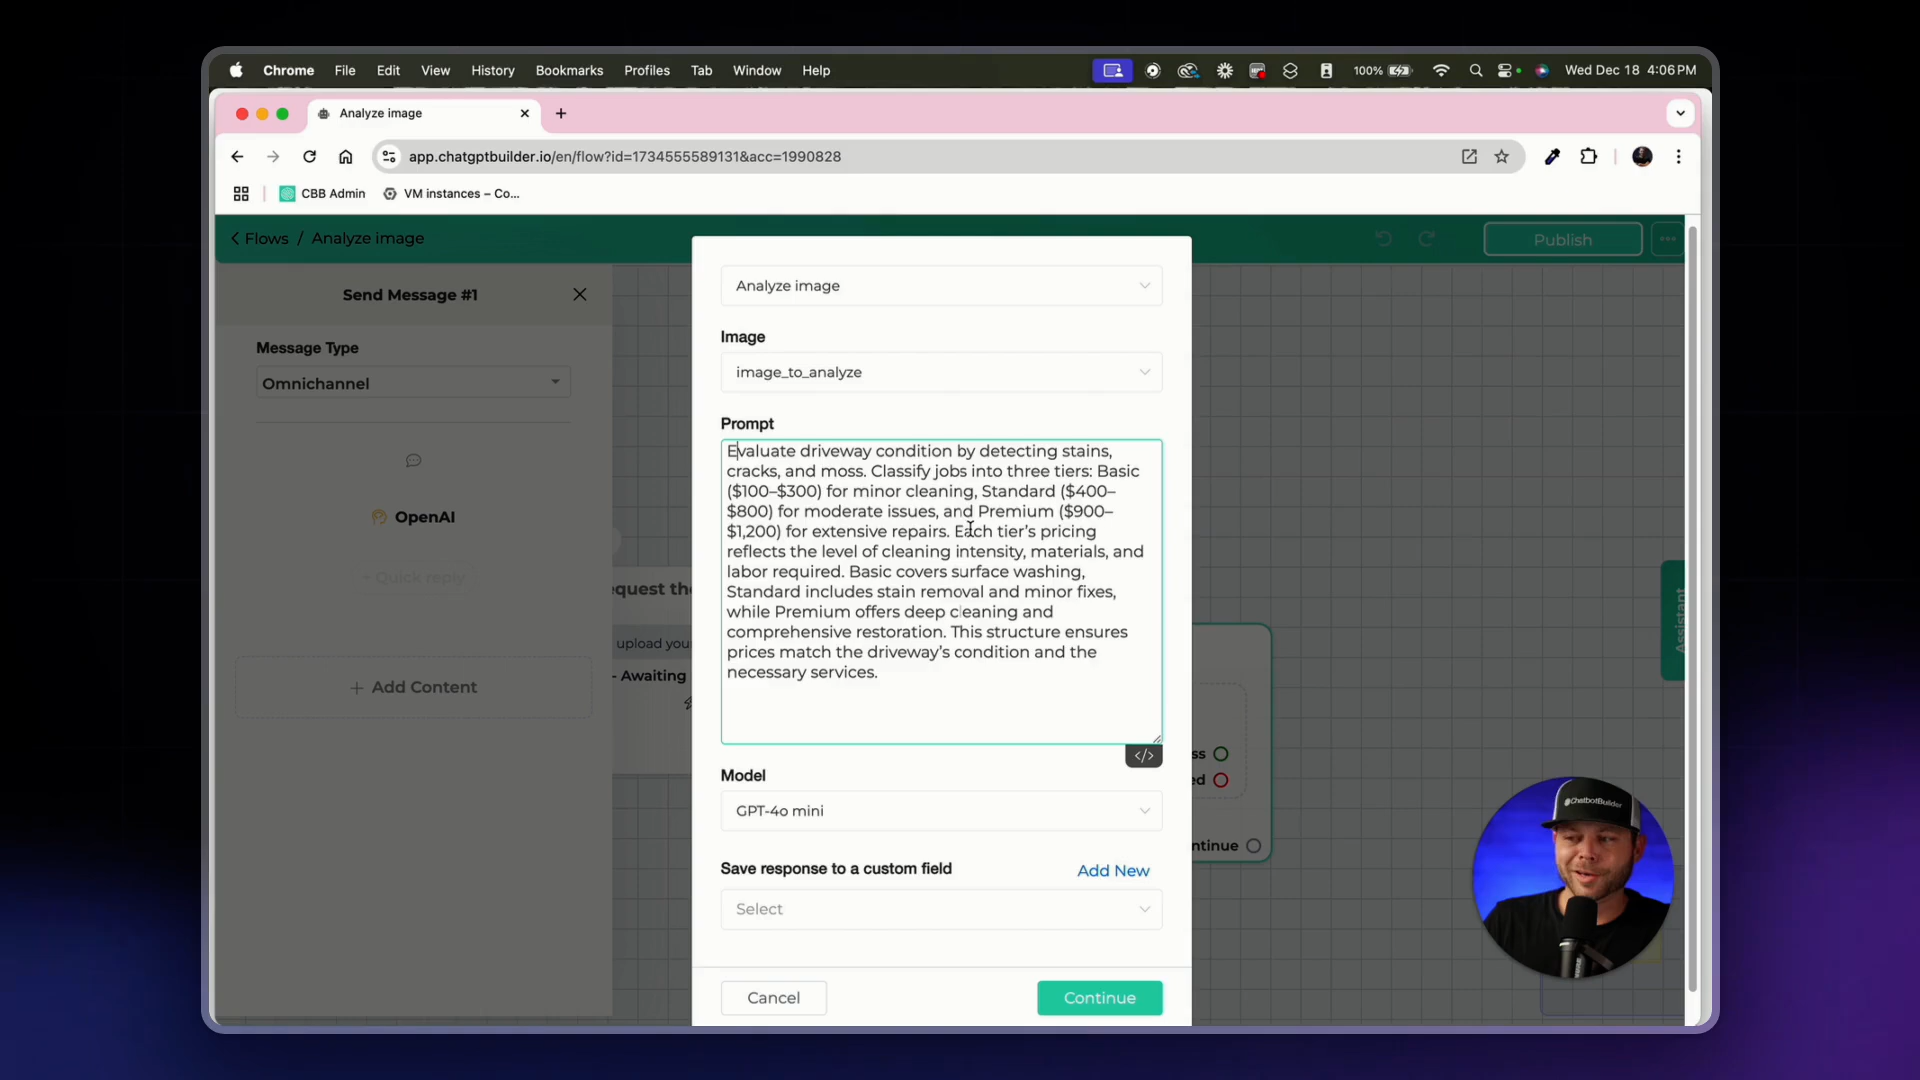 Chrome File Edit View History Bookmarks Profiles Tab Window Help 100% Wed Dec 18 4:06 PM
Analyze image
app.chatgptbuilder.io/en/flow?id=1734555589131&acc=1990828
CBB Admin VM instances – Co...
Flows / Analyze image Publish
Send Message #1
Message Type
Omnichannel
OpenAI
+ Quick reply
+ Add Content
equest the
upload you
- Awaiting
Analyze image
Image
image_to_analyze
Prompt
Evaluate driveway condition by detecting stains,
cracks, and moss. Classify jobs into three tiers: Basic
($100–$300) for minor cleaning, Standard ($400–
$800) for moderate issues, and Premium ($900–
$1,200) for extensive repairs. Each tier’s pricing
reflects the level of cleaning intensity, materials, and
labor required. Basic covers surface washing,
Standard includes stain removal and minor fixes,
while Premium offers deep cleaning and
comprehensive restoration. This structure ensures
prices match the driveway’s condition and the
necessary services.
</>
Model
GPT-4o mini
Save response to a custom field Add New
Select
Cancel Continue
ss
ed
ntinue
Assistant
#ChatbotBuilder